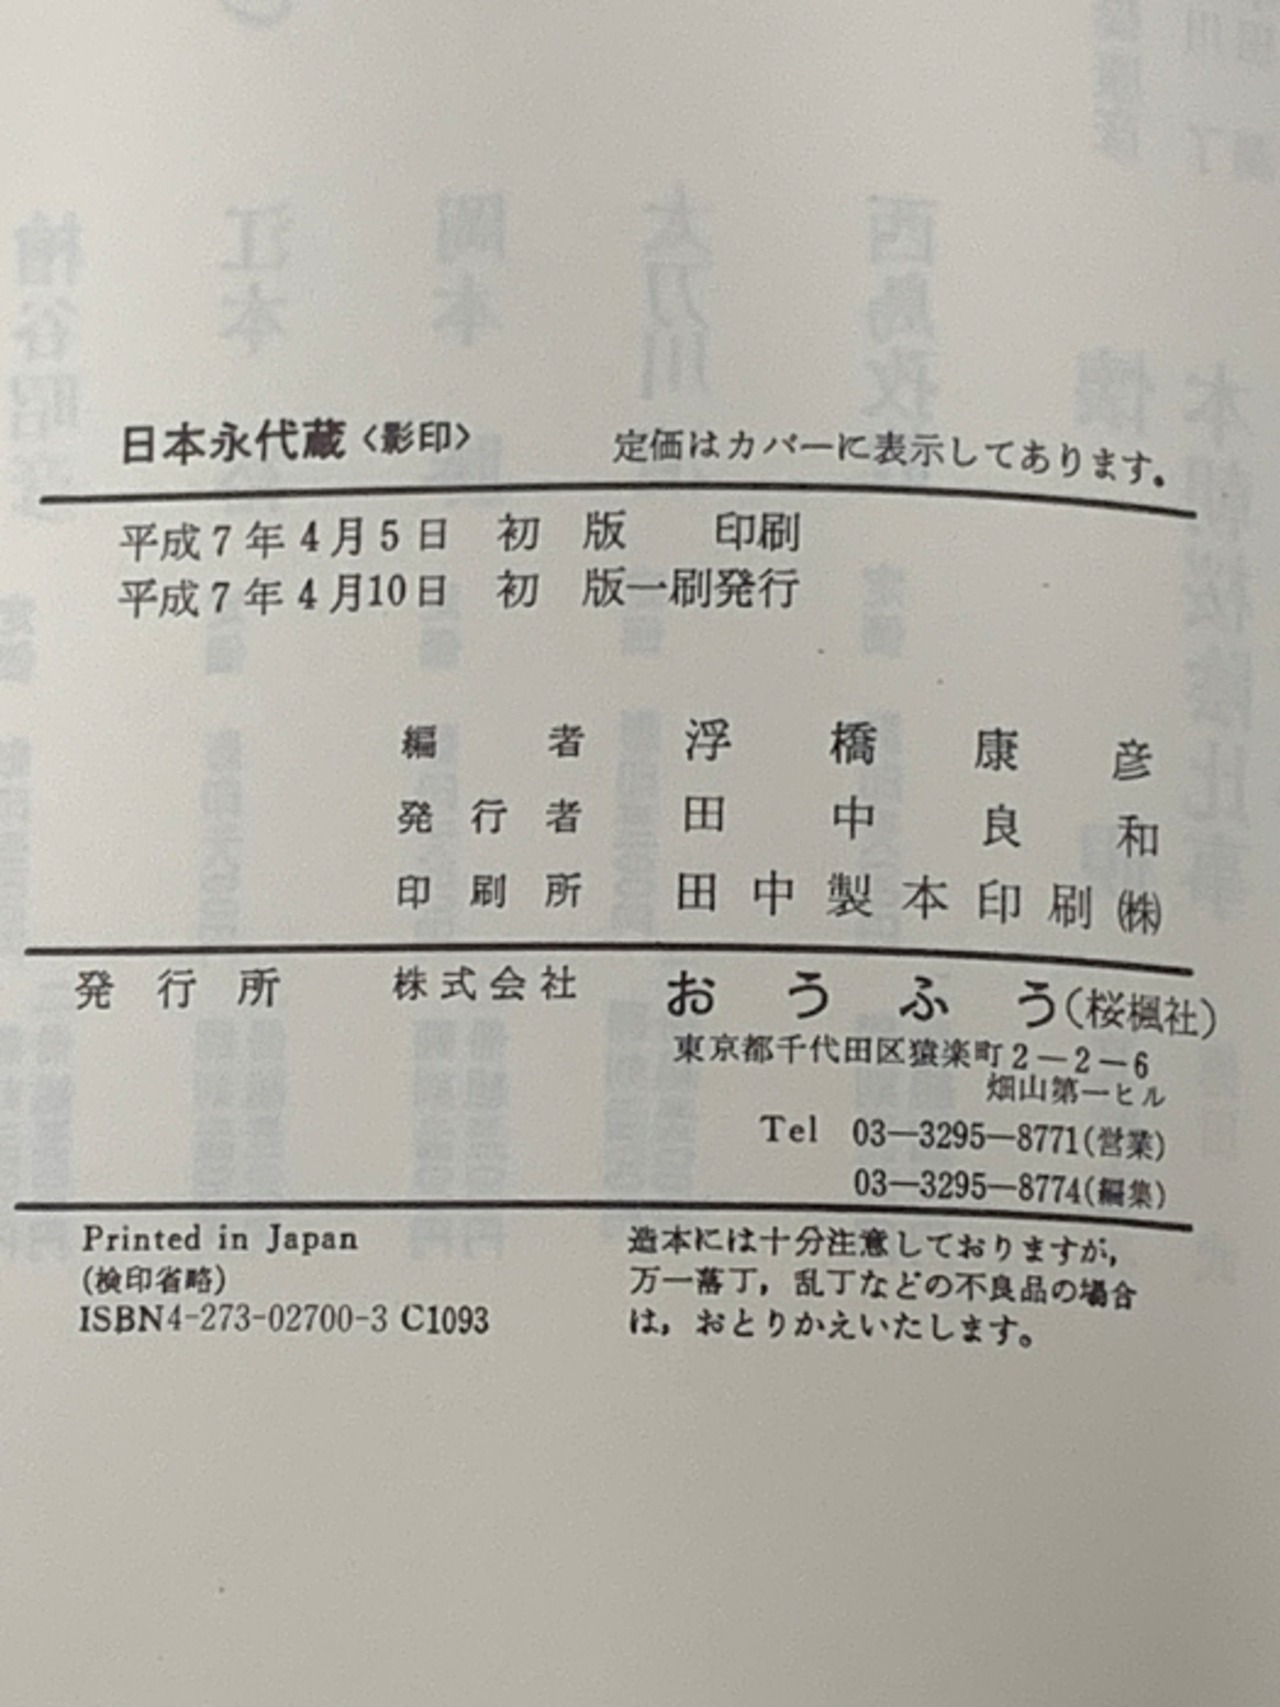 日本永代蔵〈影印〉 定価はカバーに表示してあります。
平成7年4月5日 初 版 印刷
平成7年4月10日 初 版一刷発行
編 者 浮 橋 康 彦
発 行 者 田 中 良 和
印 刷 所 田 中 製 本 印 刷 ㈱
発 行 所 株式会社 お う ふ う(桜楓社)
東京都千代田区猿楽町2―2―6
畑山第一ビル
Tel 03―3295―8771(営業)
03―3295―8774(編集)
Printed in Japan
(検印省略)
ISBN4-273-02700-3 C1093
造本には十分注意しておりますが,
万一落丁, 乱丁などの不良品の場合
は, おとりかえいたします。